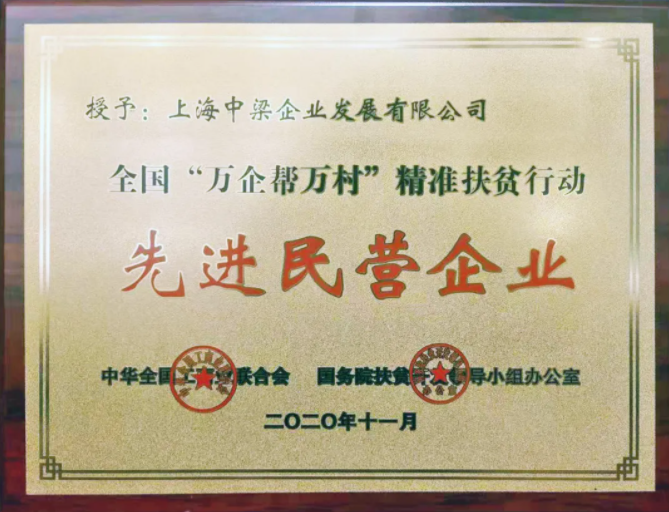 授予：上海中梁企业发展有限公司
全国“万企帮万村”精准扶贫行动
先进民营企业
中华全国工商业联合会 国务院扶贫开发领导小组办公室
二〇二〇年十一月